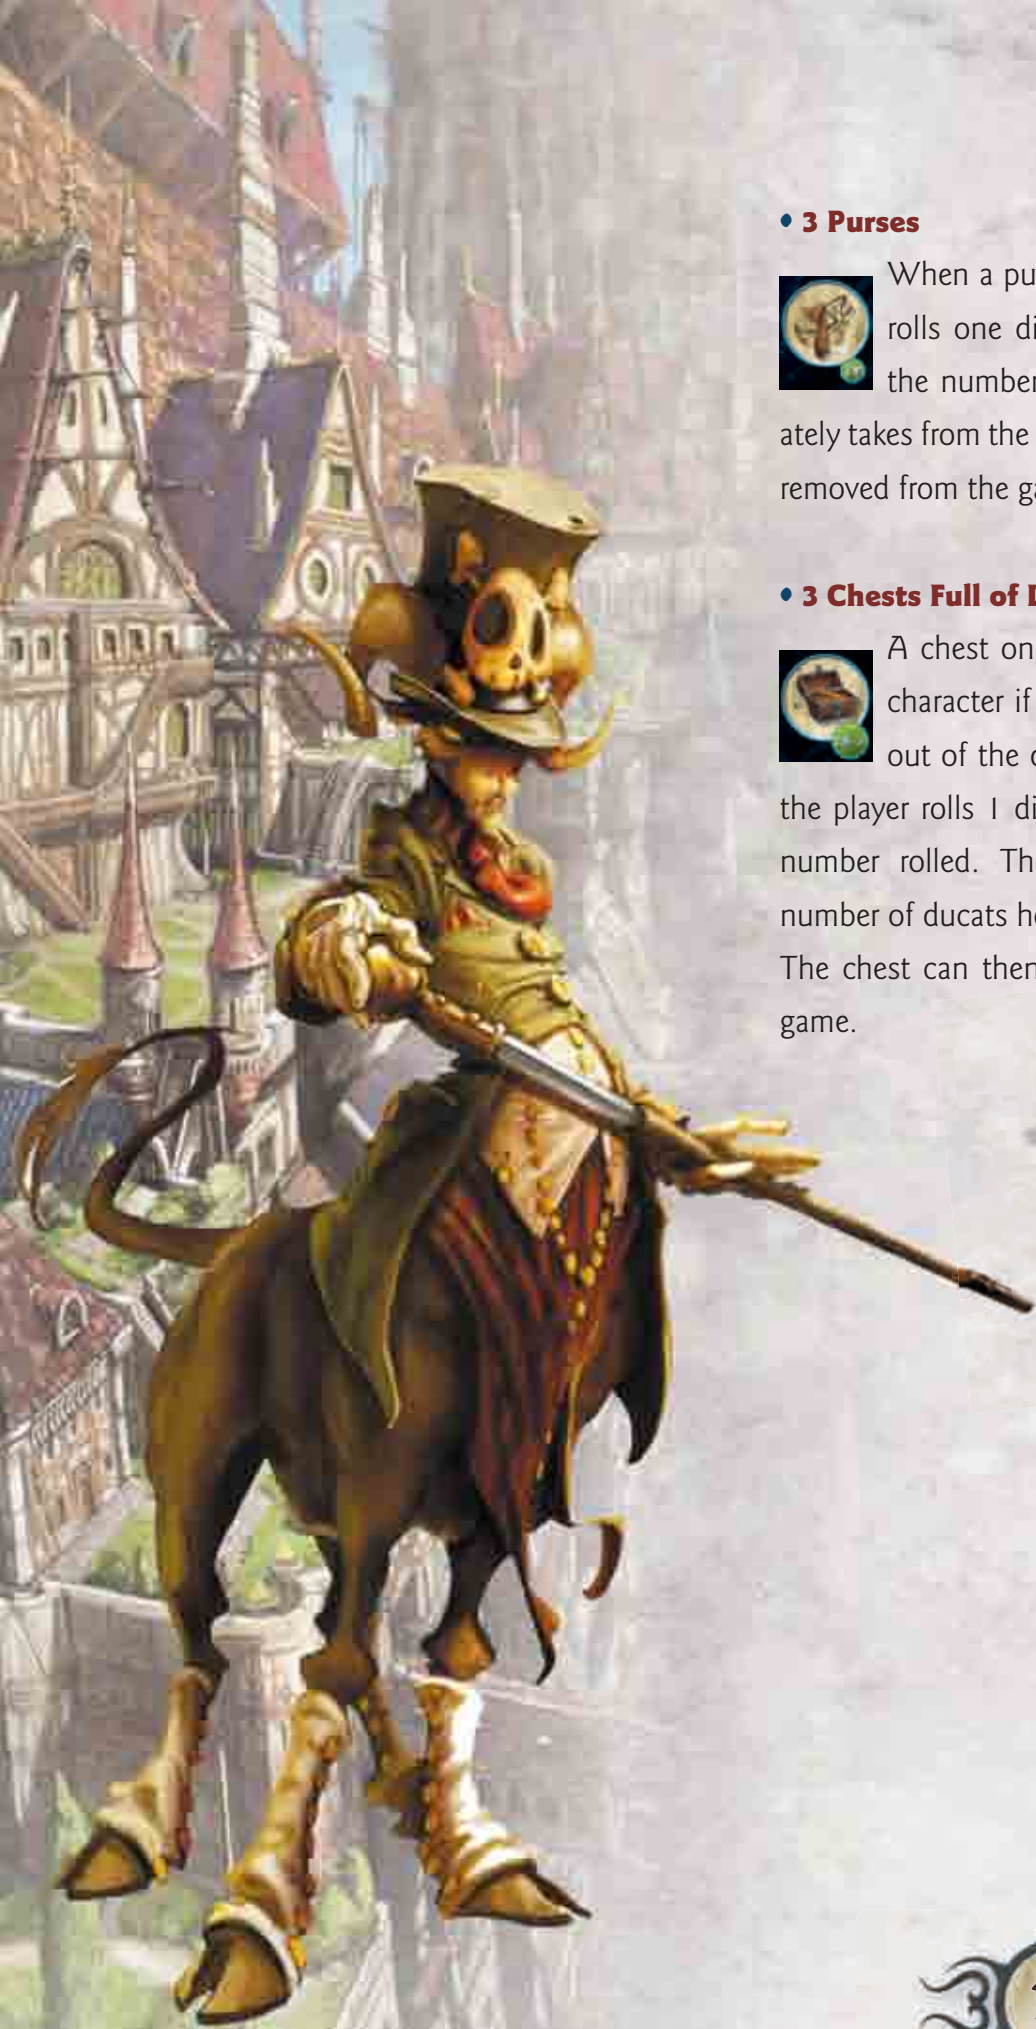 • 3 Purses
When a pu
rolls one di
the number
ately takes from the
removed from the ga
• 3 Chests Full of D
A chest on
character if
out of the
the player rolls 1 di
number rolled. Th
number of ducats he
The chest can then
game.